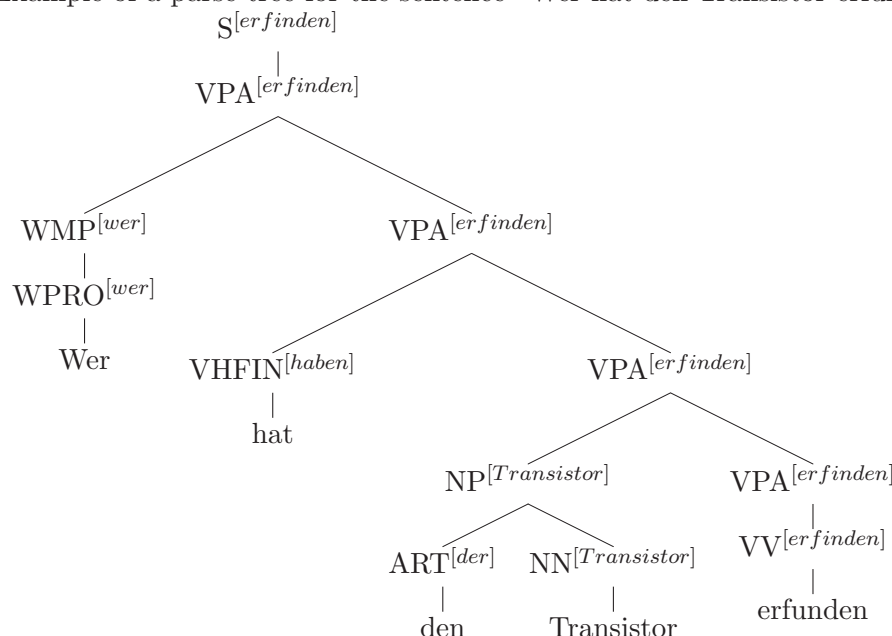 Example of a parse tree for the sentence "Wer hat den Transistor
S[erfinden]
VPA[erfinden]
WMP[wer] VPA[erfinden]
WPRO[wer]
Wer VHFIN[haben] VPA[erfinden]
hat
NP[Transistor] VPA[erfinden]
VV[erfinden]
ART[der] NN[Transistor]
erfunden
den Transistor